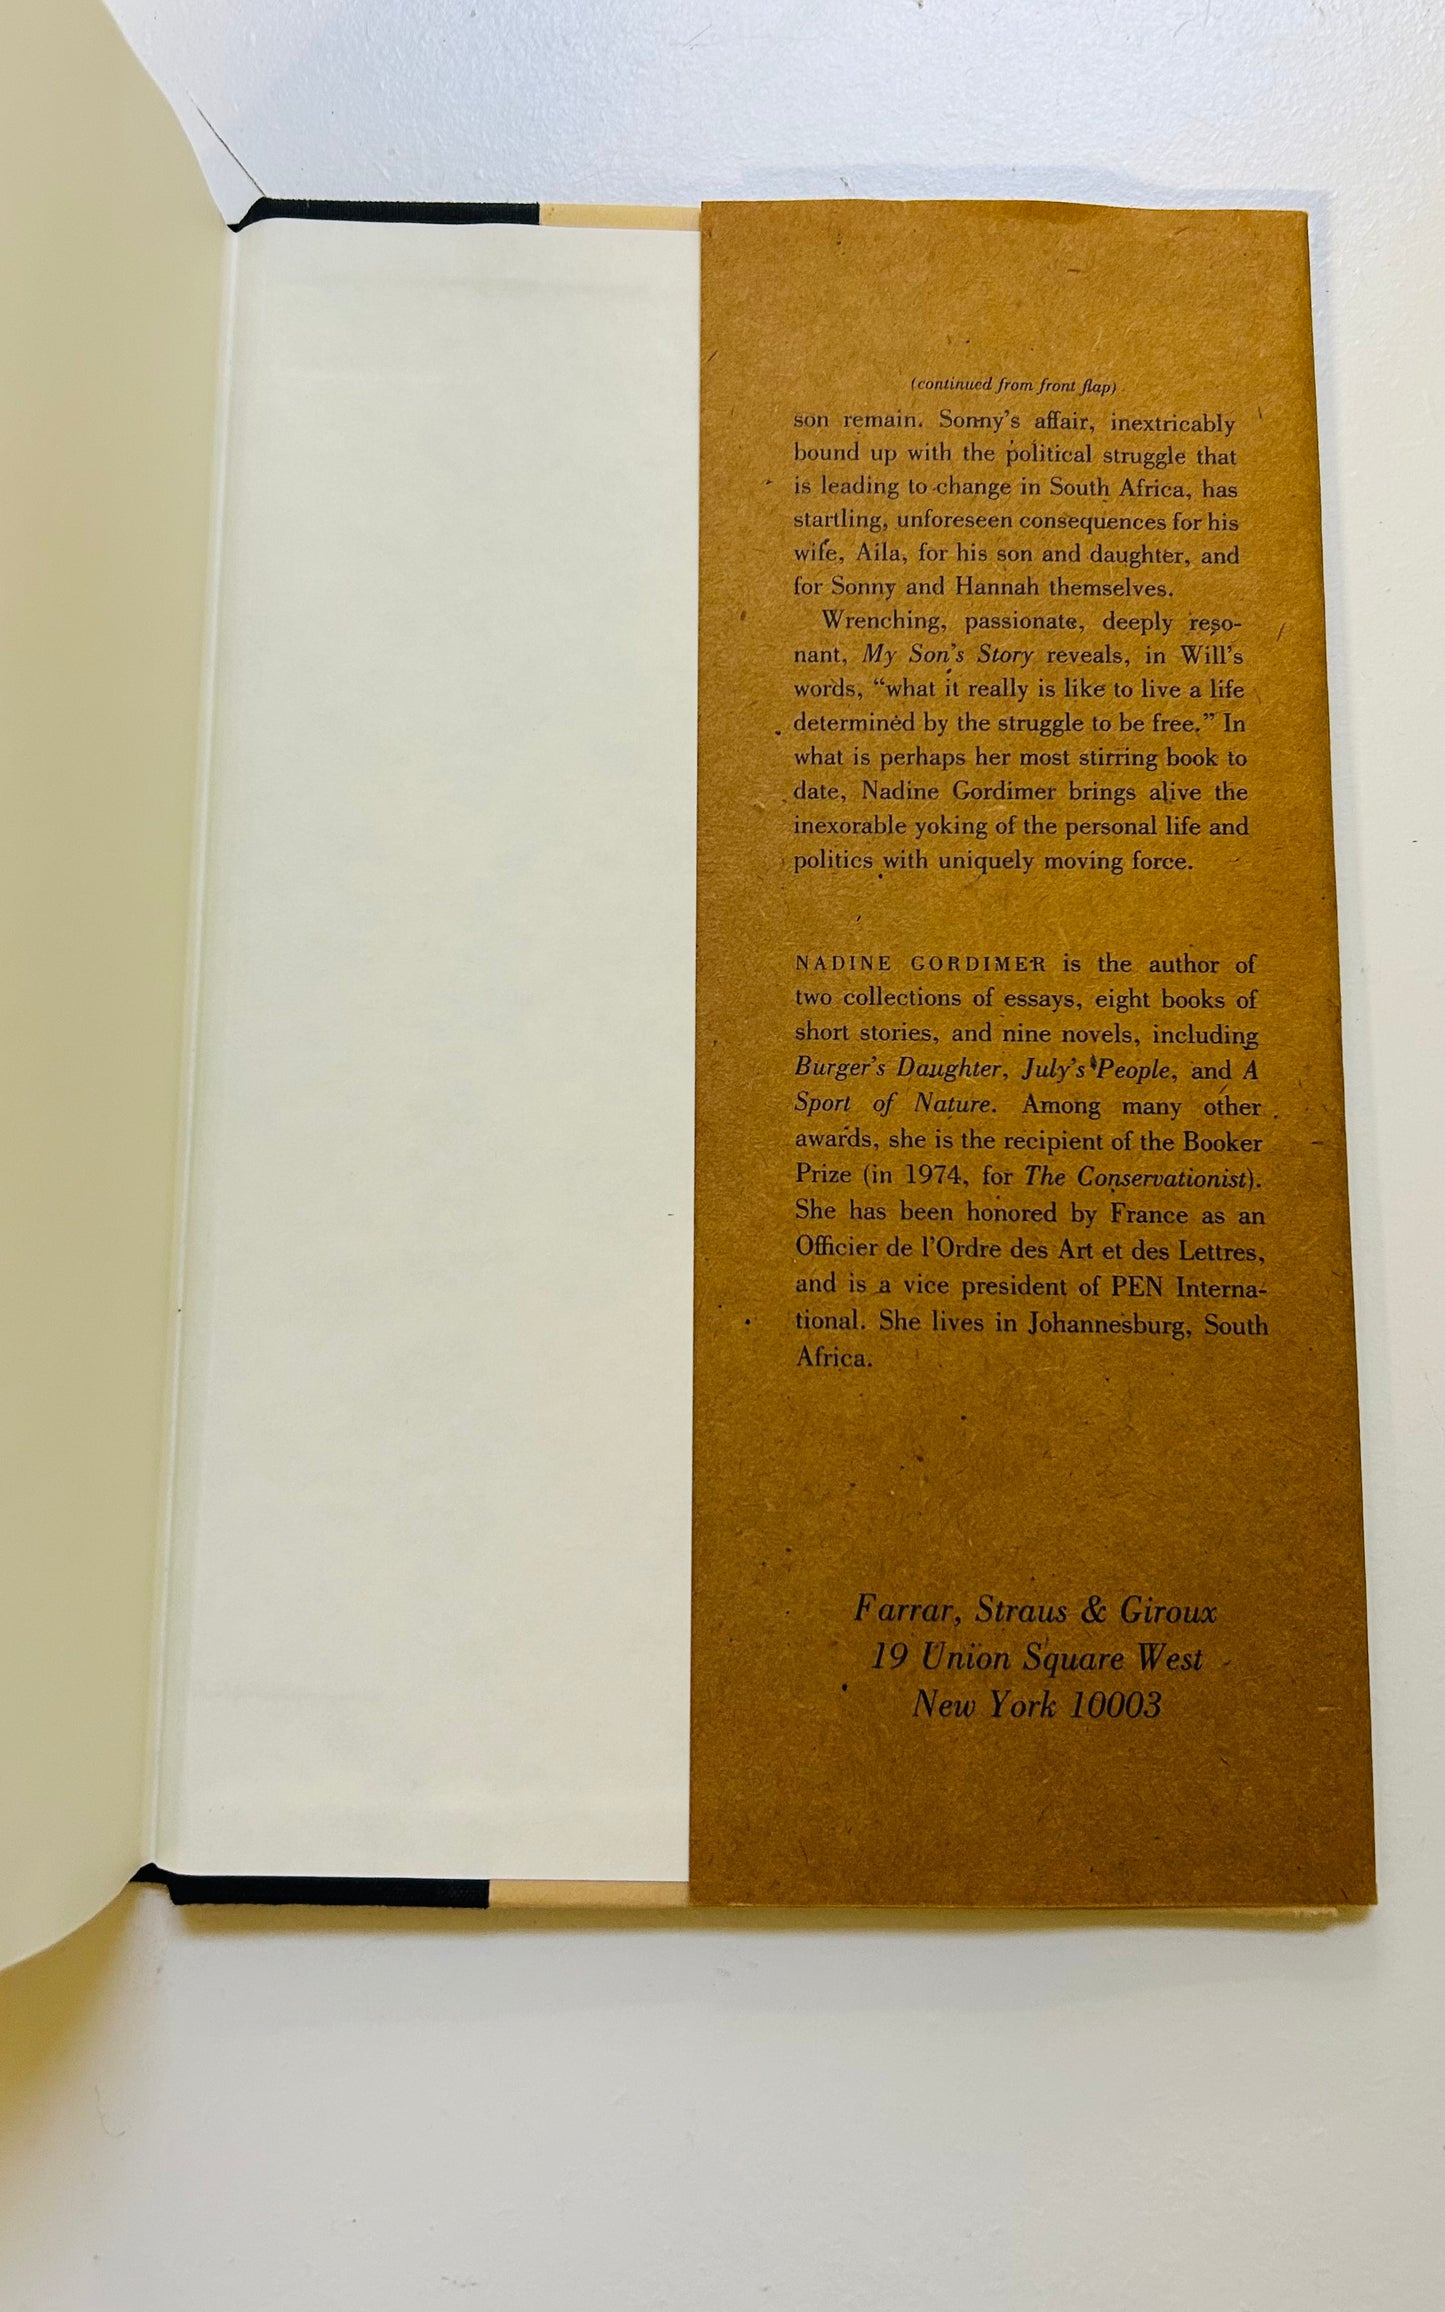 (continued from front flap)
son remain. Sonny's affair, inextricably
bound up with the political struggle that
is leading to change in South Africa, has
startling, unforeseen consequences for his
wife, Aila, for his son and daughter, and
for Sonny and Hannah themselves.
Wrenching, passionate, deeply reso-
nant, My Son's Story reveals, in Will's
words, “what it really is like to live a life
determined by the struggle to be free.” In
what is perhaps her most stirring book to
date, Nadine Gordimer brings alive the
inexorable yoking of the personal life and
politics with uniquely moving force.
NADINE GORDIMER is the author of
two collections of essays, eight books of
short stories, and nine novels, including
Burger's Daughter, July's People, and A
Sport of Nature. Among many other
awards, she is the recipient of the Booker
Prize (in 1974, for The Conservationist).
She has been honored by France as an
Officier de l'Ordre des Art et des Lettres,
and is a vice president of PEN Interna-
tional. She lives in Johannesburg, South
Africa.
Farrar, Straus & Giroux
19 Union Square West
New York 10003